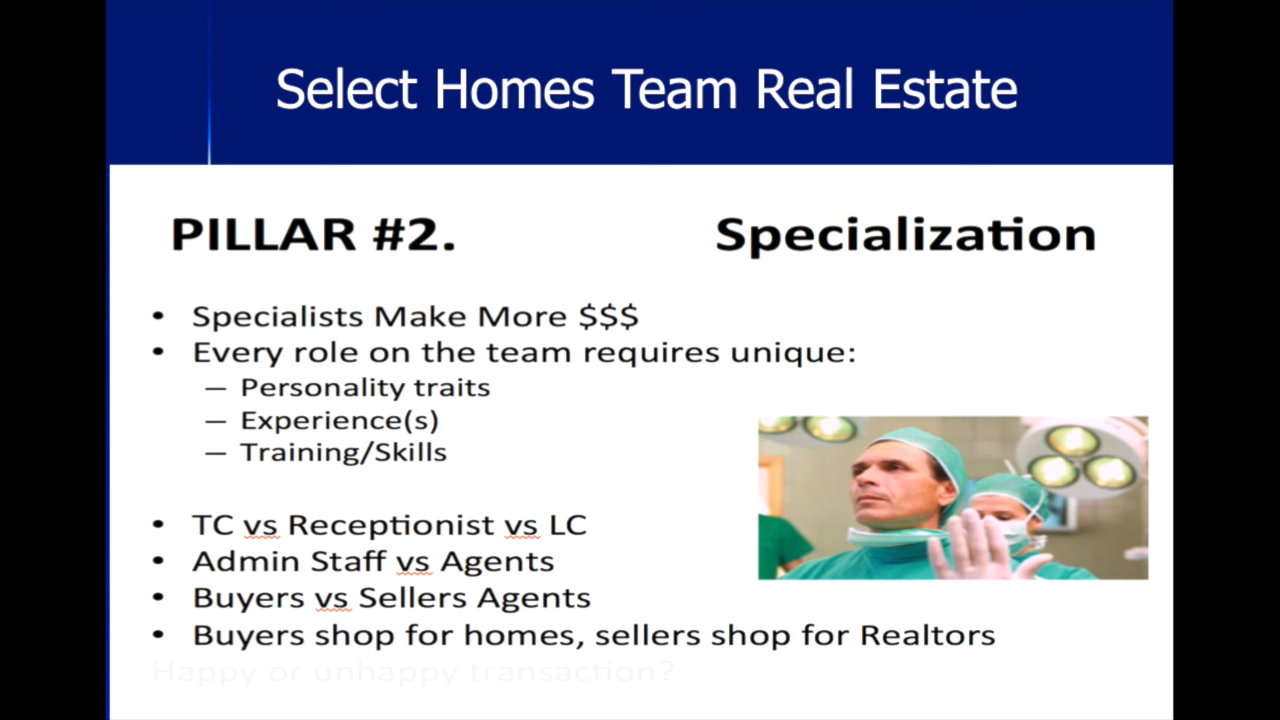 Select Homes Team Real Estate
PILLAR #2. Specialization
• Specialists Make More $$$
• Every role on the team requires unique:
– Personality traits
– Experience(s)
– Training/Skills
• TC vs Receptionist vs LC
• Admin Staff vs Agents
• Buyers vs Sellers Agents
• Buyers shop for homes, sellers shop for Realtors
Happy or unhappy transaction?